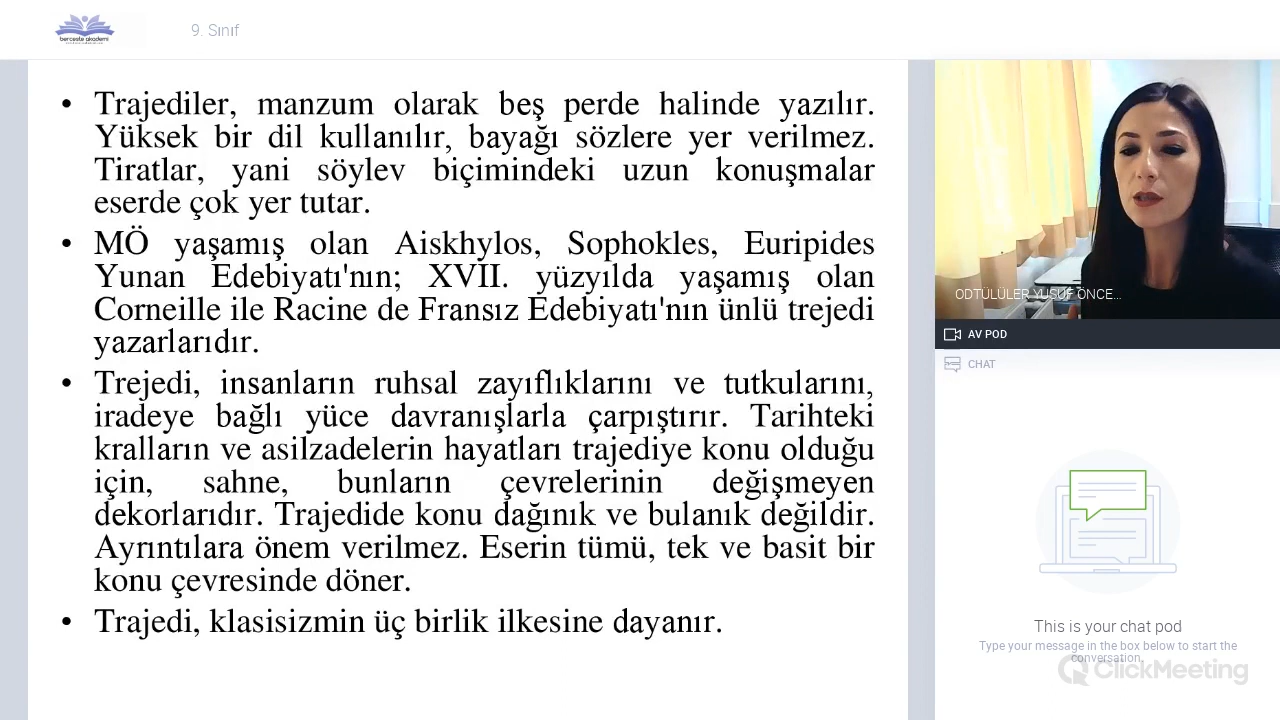 berceste akademi
9. Sınıf
• Trajediler, manzum olarak beş perde halinde yazılır.
Yüksek bir dil kullanılır, bayağı sözlere yer verilmez.
Tiratlar, yani söylev biçimindeki uzun konuşmalar
eserde çok yer tutar.
• MÖ yaşamış olan Aiskhylos, Sophokles, Euripides
Yunan Edebiyatı'nın; XVII. yüzyılda yaşamış olan
Corneille ile Racine de Fransız Edebiyatı'nın ünlü trejedi
yazarlarıdır.
• Trejedi, insanların ruhsal zayıflıklarını ve tutkularını,
iradeye bağlı yüce davranışlarla çarpıştırır. Tarihteki
kralların ve asilzadelerin hayatları trajediye konu olduğu
için, sahne, bunların çevrelerinin değişmeyen
dekorlarıdır. Trajedide konu dağınık ve bulanık değildir.
Ayrıntılara önem verilmez. Eserin tümü, tek ve basit bir
konu çevresinde döner.
• Trajedi, klasisizmin üç birlik ilkesine dayanır.
ODTÜLÜLER YUSUF ÖNCE...
AV POD
CHAT
This is your chat pod
Type your message in the box below to start the
conversation.
ClickMeeting